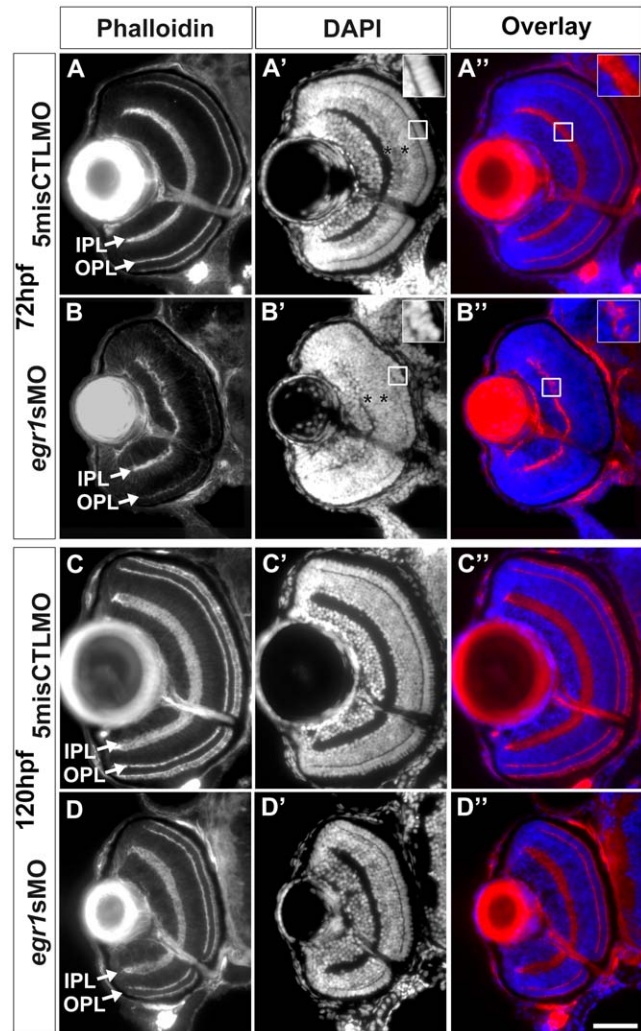 Phalloidin DAPI Overlay
72hpf
5misCTLMO
A A' A''
* *
IPL
OPL
egr1sMO
B B' B''
* *
IPL
OPL
120hpf
5misCTLMO
C C' C''
IPL
OPL
egr1sMO
D D' D''
IPL
OPL